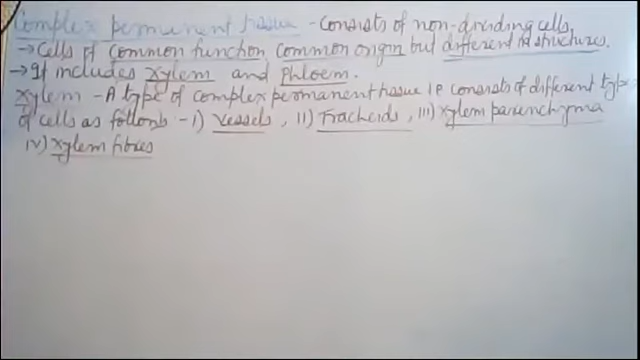 Complex permanent tissue - consists of non-dividing cells.
→ Cells of common function, common origin but different in structures.
→ It includes xylem and Phloem.
Xylem - A type of complex permanent tissue i.e consists of different type
of cells as follows - i) Vessels, ii) Tracheids, iii) Xylem parenchyma
iv) Xylem fibres